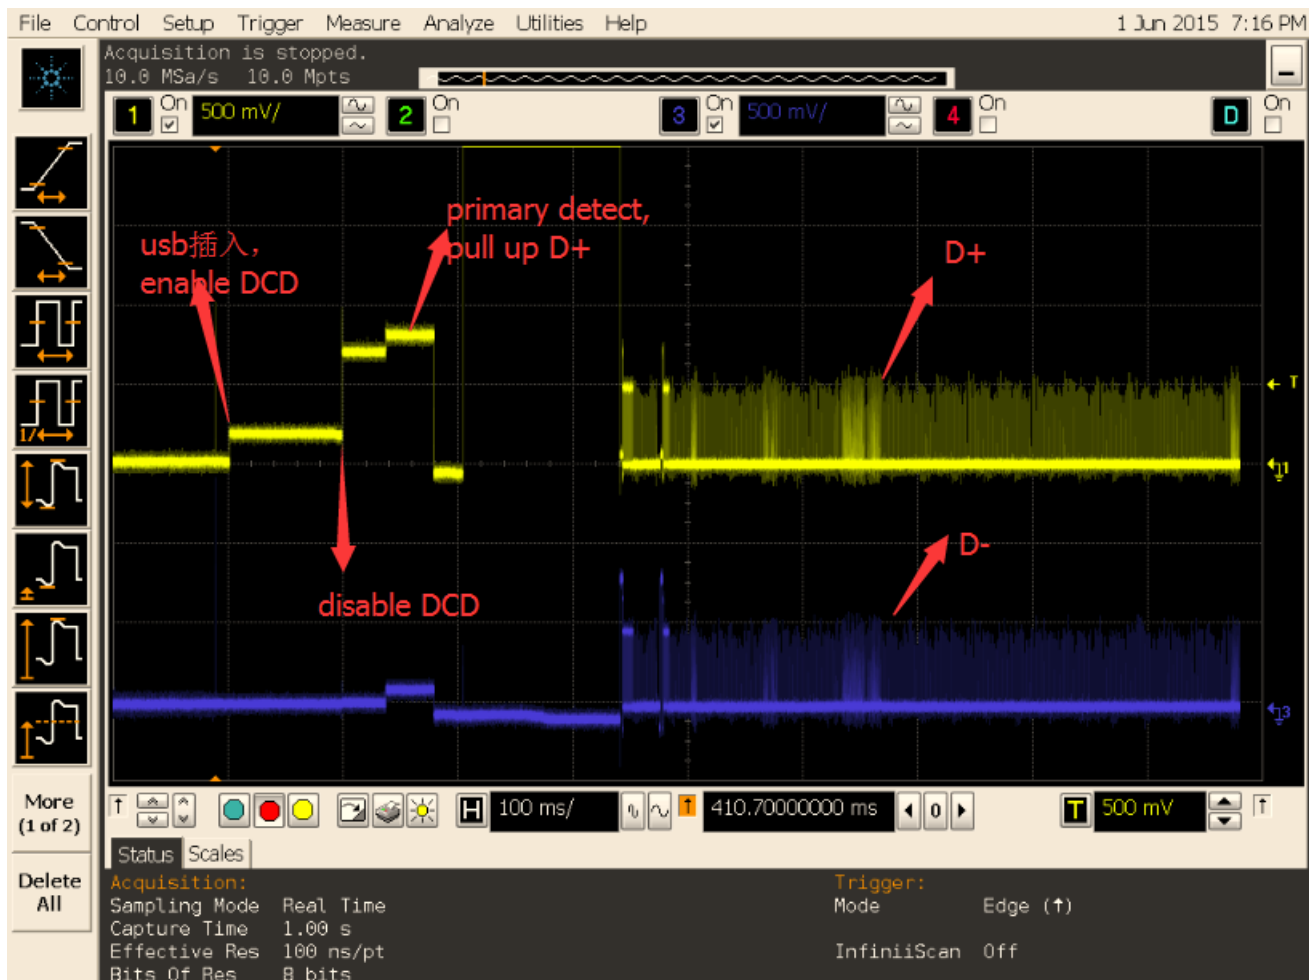 File Control Setup Trigger Measure Analyze Utilities Help 1 Jun 2015 7:16 PM
Acquisition is stopped.
10.0 MSa/s 10.0 Mpts
1 On 500 mV/ 2 On 3 On 500 mV/ 4 On D On
primary detect,
pull up D+
usb插入,
enable DCD
D+
T
1/
1
D-
disable DCD
3
More
(1 of 2)
H 100 ms/ 410.70000000 ms 0 T 500 mV
Delete
All
Status Scales
Acquisition: Trigger:
Sampling Mode Real Time Mode Edge (↑)
Capture Time 1.00 s
Effective Res 100 ns/pt InfiniiScan Off
Bits Of Res 8 bits